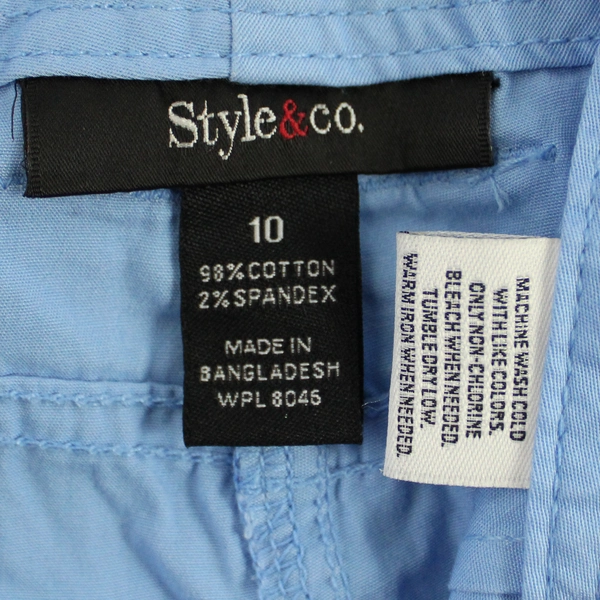 Style&co.
10
98%COTTON
2%SPANDEX
MADE IN
BANGLADESH
WPL 8046
MACHINE WASH COLD
WITH LIKE COLORS.
ONLY NON-CHLORINE
BLEACH WHEN NEEDED.
TUMBLE DRY LOW.
WARM IRON WHEN NEEDED.